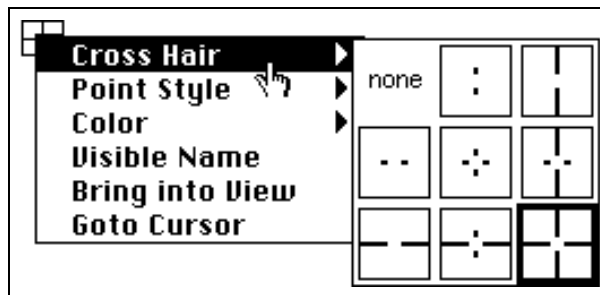 Cross Hair
Point Style
Color
Visible Name
Bring into View
Goto Cursor
none